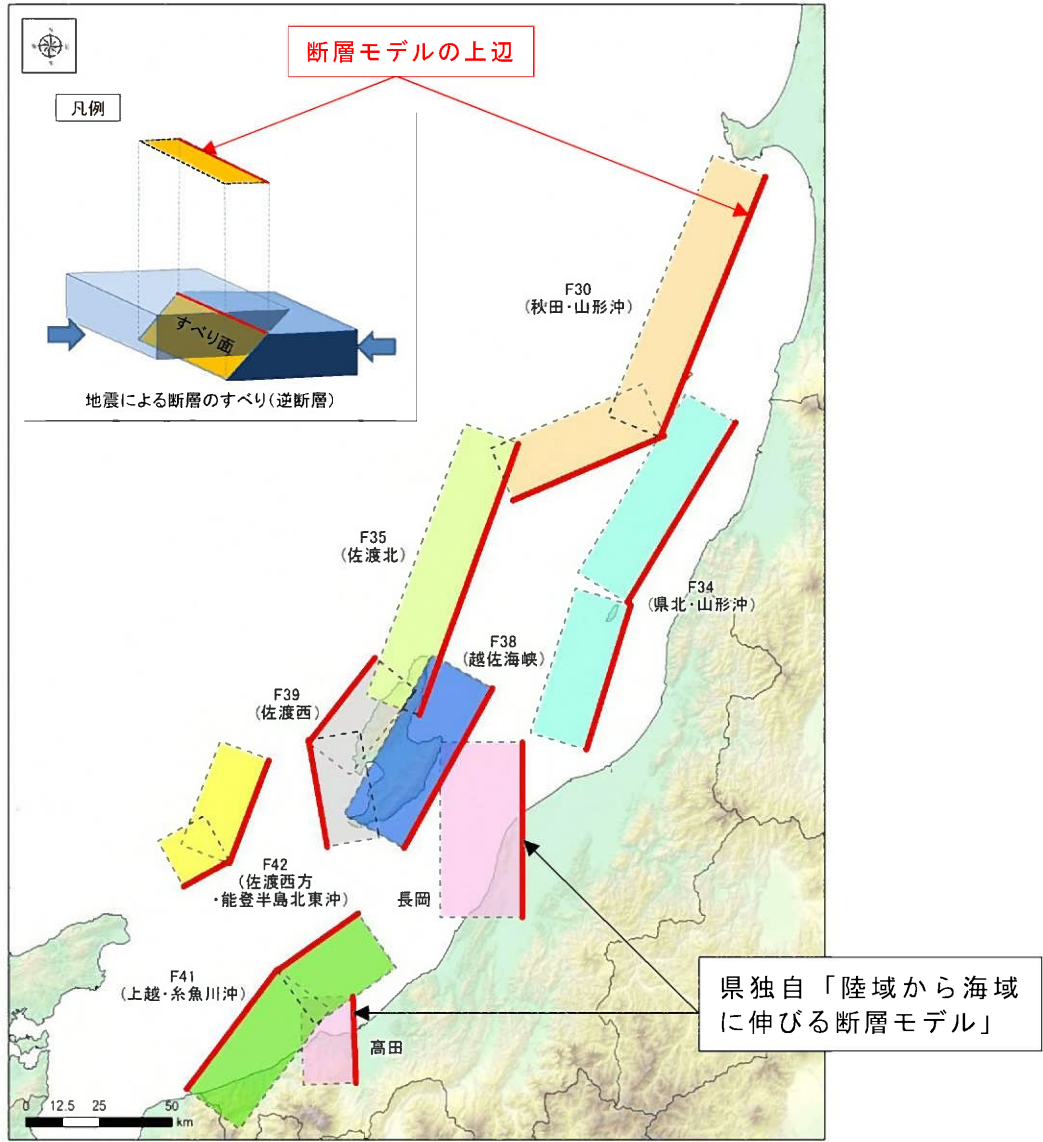 断層モデルの上辺
凡例
すべり面
地震による断層のすべり(逆断層)
F30
(秋田・山形沖)
F35
(佐渡北)
F34
(県北・山形沖)
F38
(越佐海峡)
F39
(佐渡西)
F42
(佐渡西方
・能登半島北東沖)
長岡
F41
(上越・糸魚川沖)
高田
県独自「陸域から海域
に伸びる断層モデル」
0 12.5 25 50
km